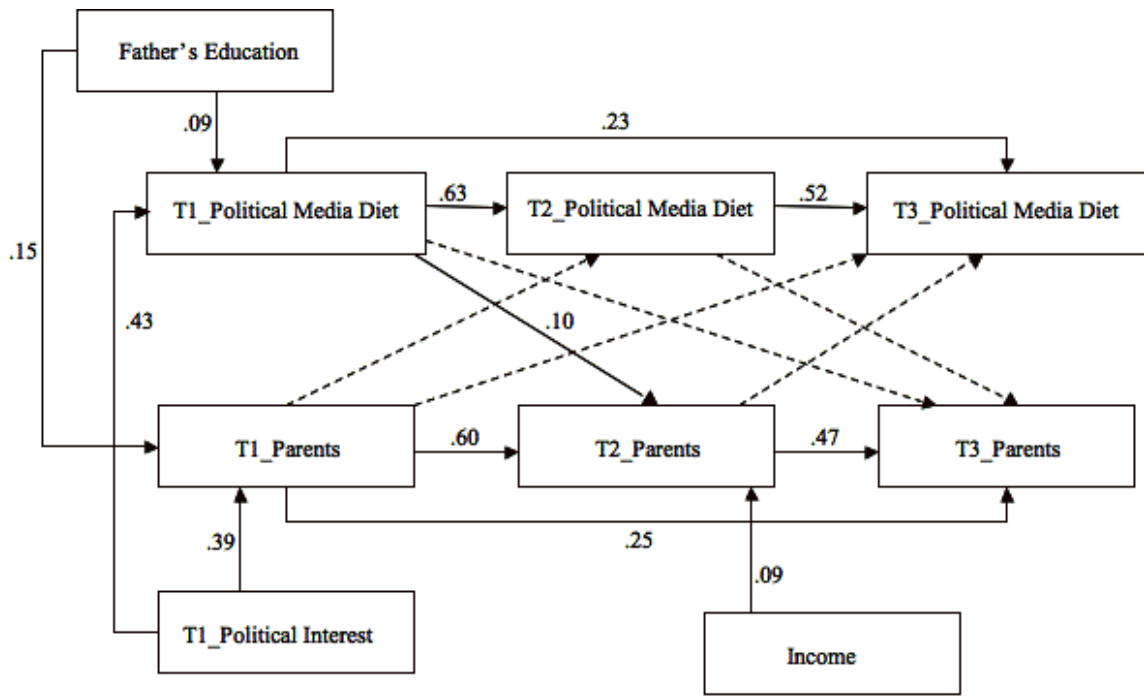 Father's Education
.09
.23
T1_Political Media Diet
.63
T2_Political Media Diet
.52
T3_Political Media Diet
.15
.43
.10
T1_Parents
.60
T2_Parents
.47
T3_Parents
.39
.25
.09
T1_Political Interest
Income